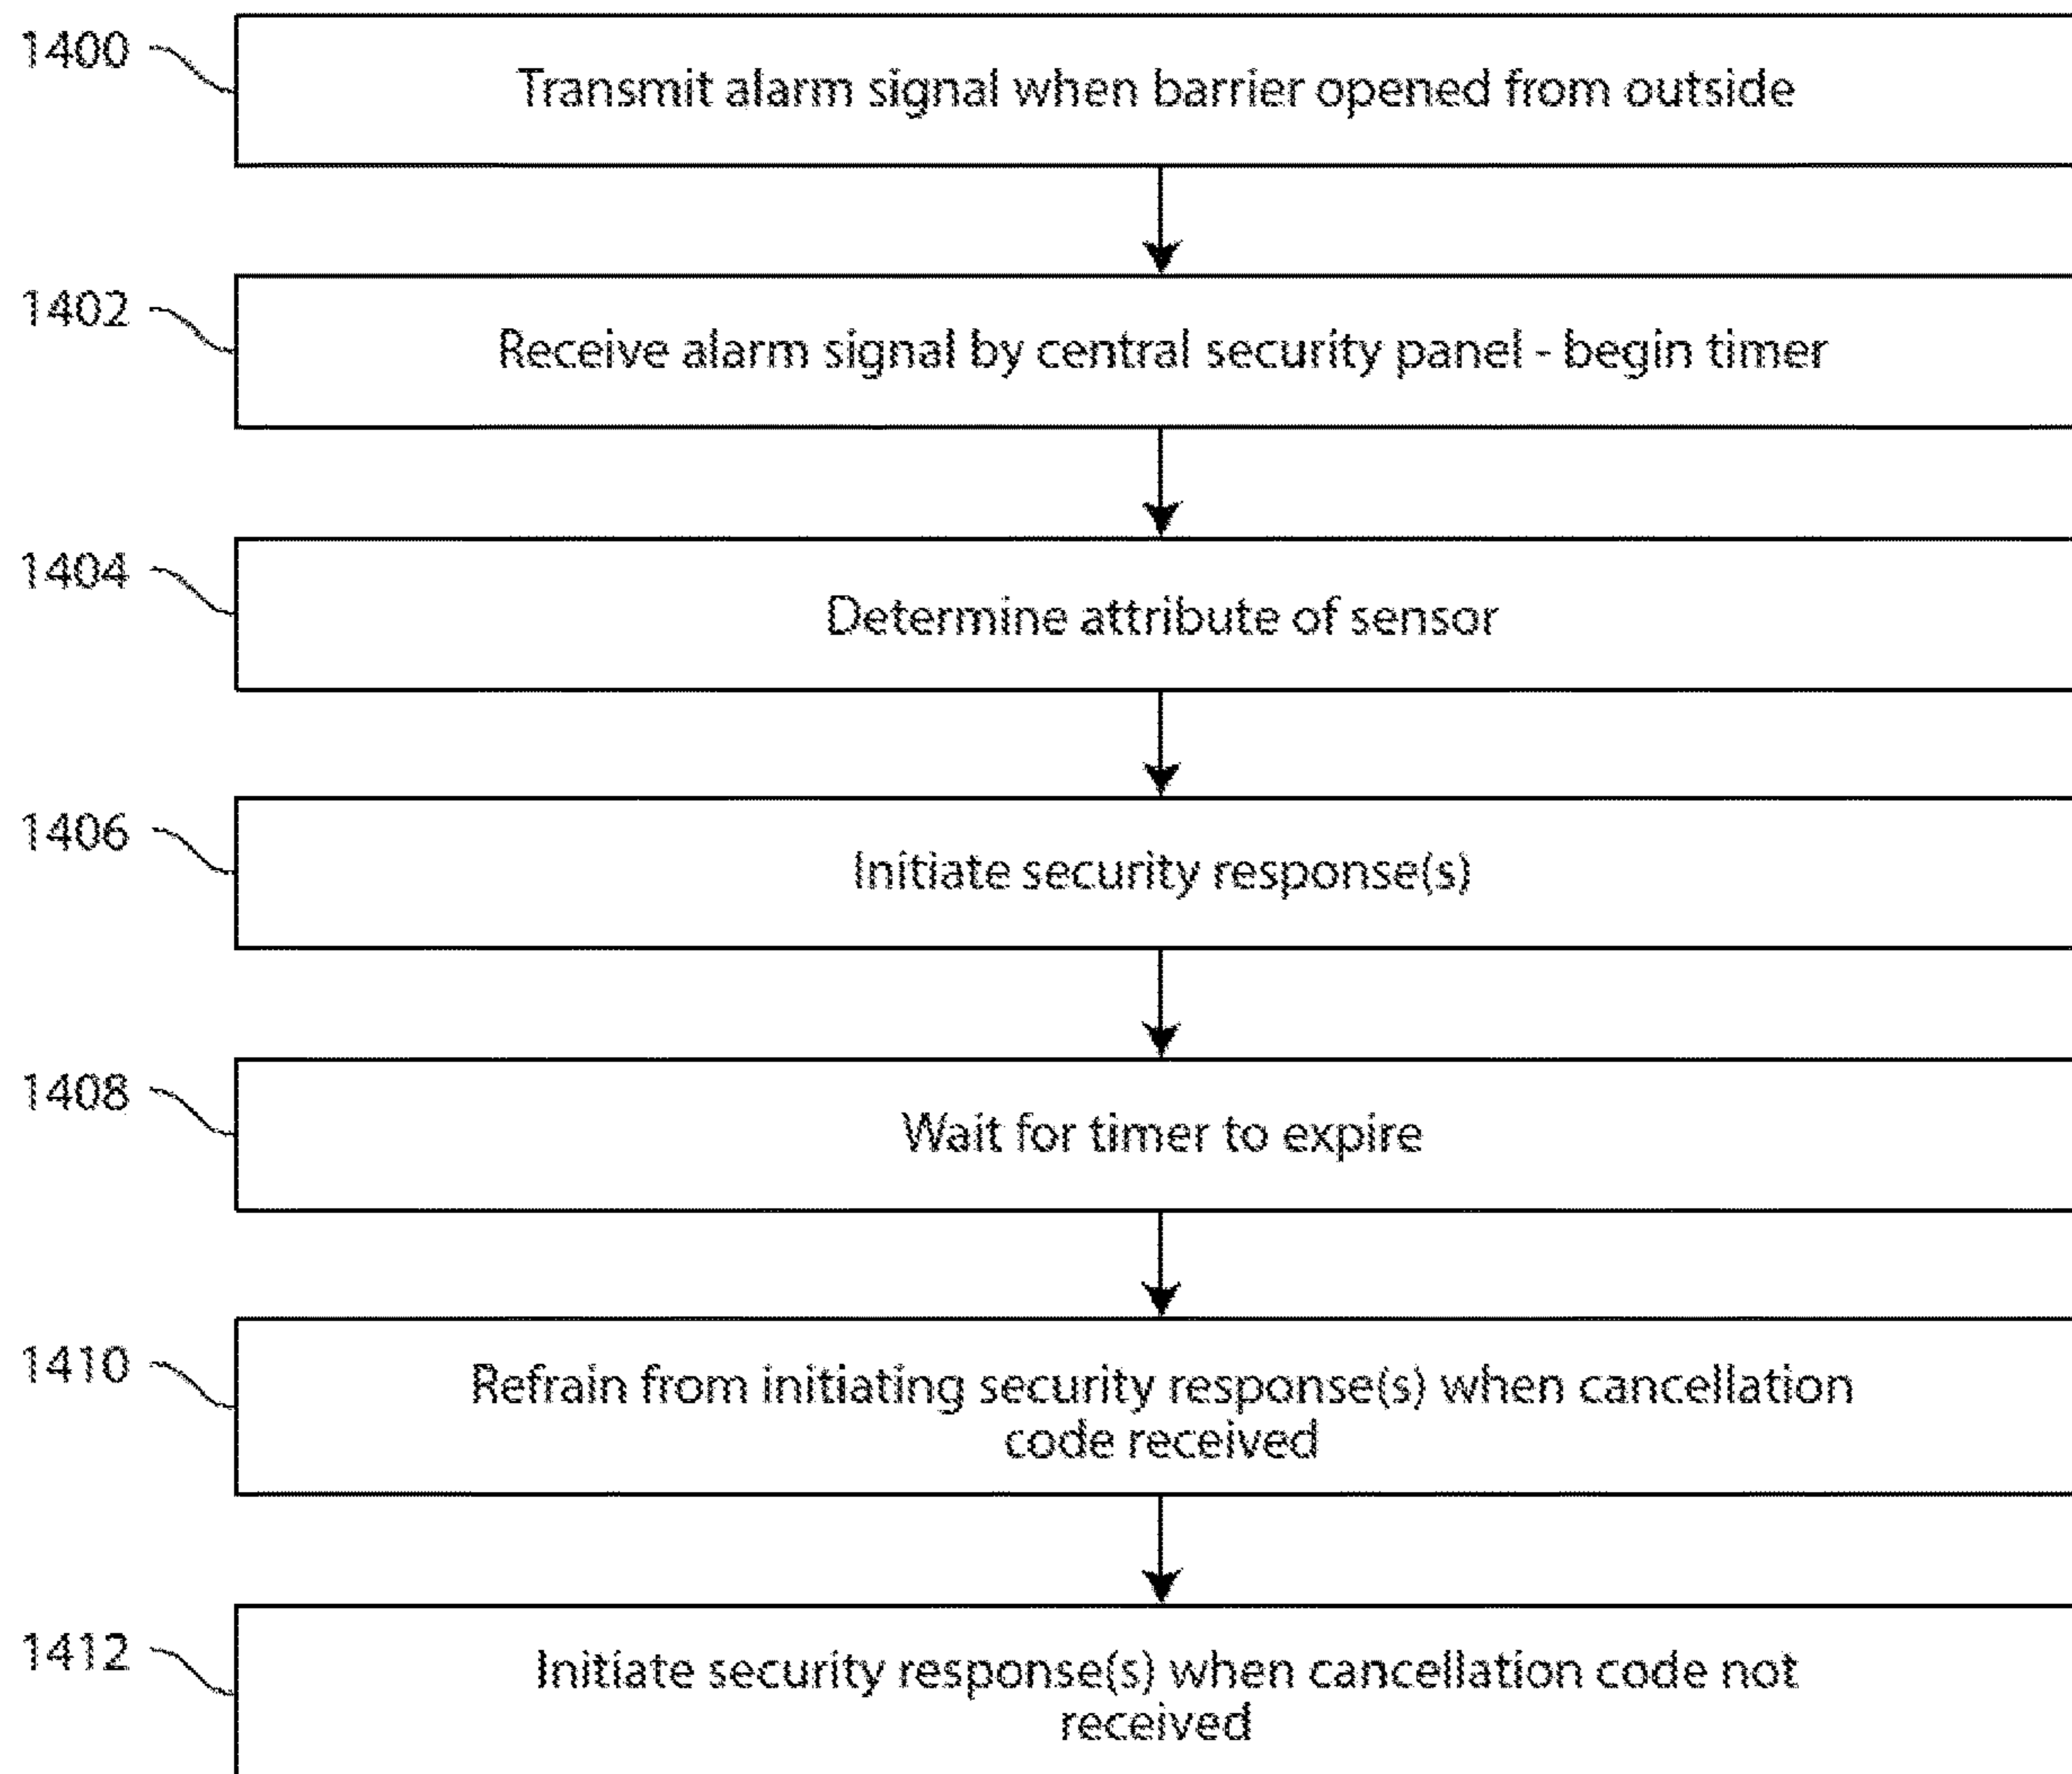 1400
Transmit alarm signal when barrier opened from outside
1402
Receive alarm signal by central security panel - begin timer
1404
Determine attribute of sensor
1406
Initiate security response(s)
1408
Wait for timer to expire
1410
Refrain from initiating security response(s) when cancellation
code received
1412
Initiate security response(s) when cancellation code not
received